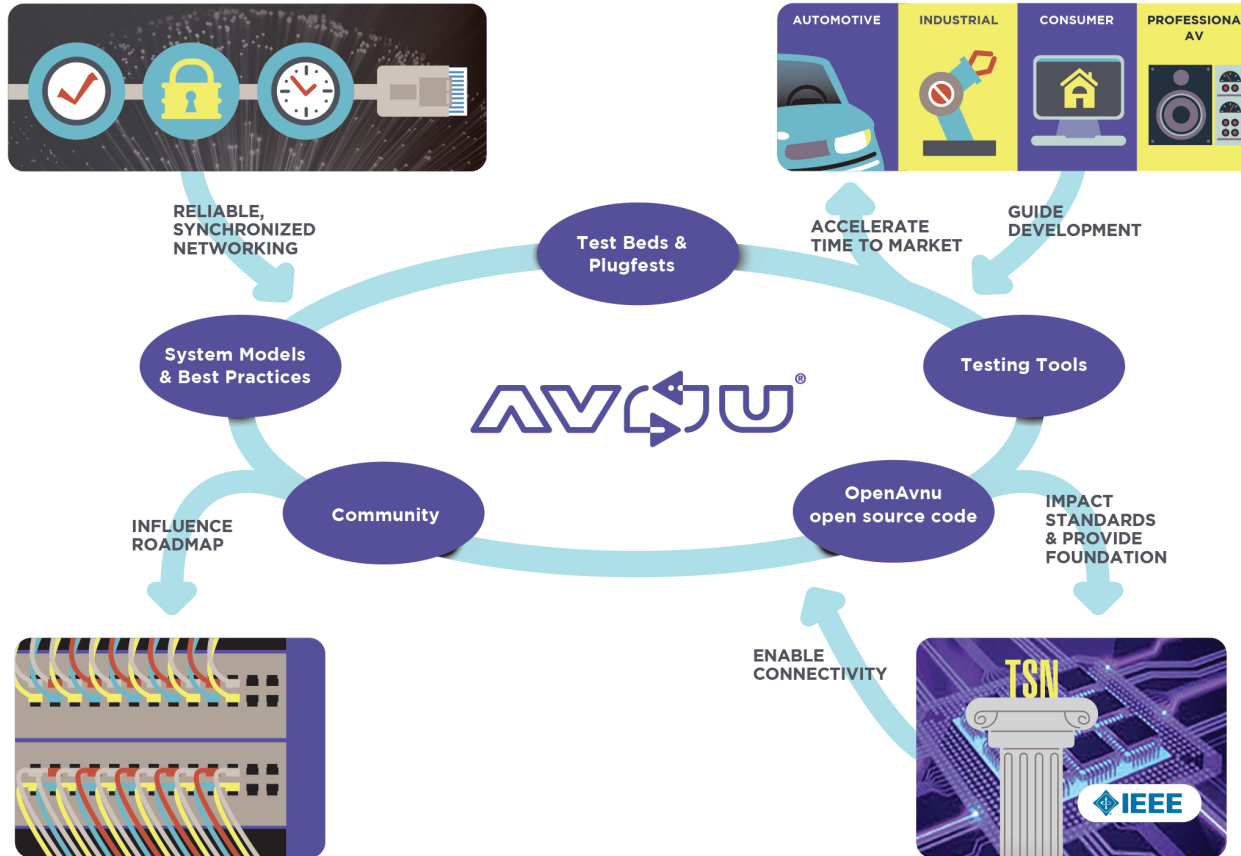 AUTOMOTIVE
INDUSTRIAL
CONSUMER
PROFESSIONAL
AV
RELIABLE,
SYNCHRONIZED
NETWORKING
ACCELERATE
TIME TO MARKET
GUIDE
DEVELOPMENT
Test Beds &
Plugfests
System Models
& Best Practices
Testing Tools
AVNU®
Community
OpenAvnu
open source code
INFLUENCE
ROADMAP
IMPACT
STANDARDS
& PROVIDE
FOUNDATION
ENABLE
CONNECTIVITY
TSN
IEEE